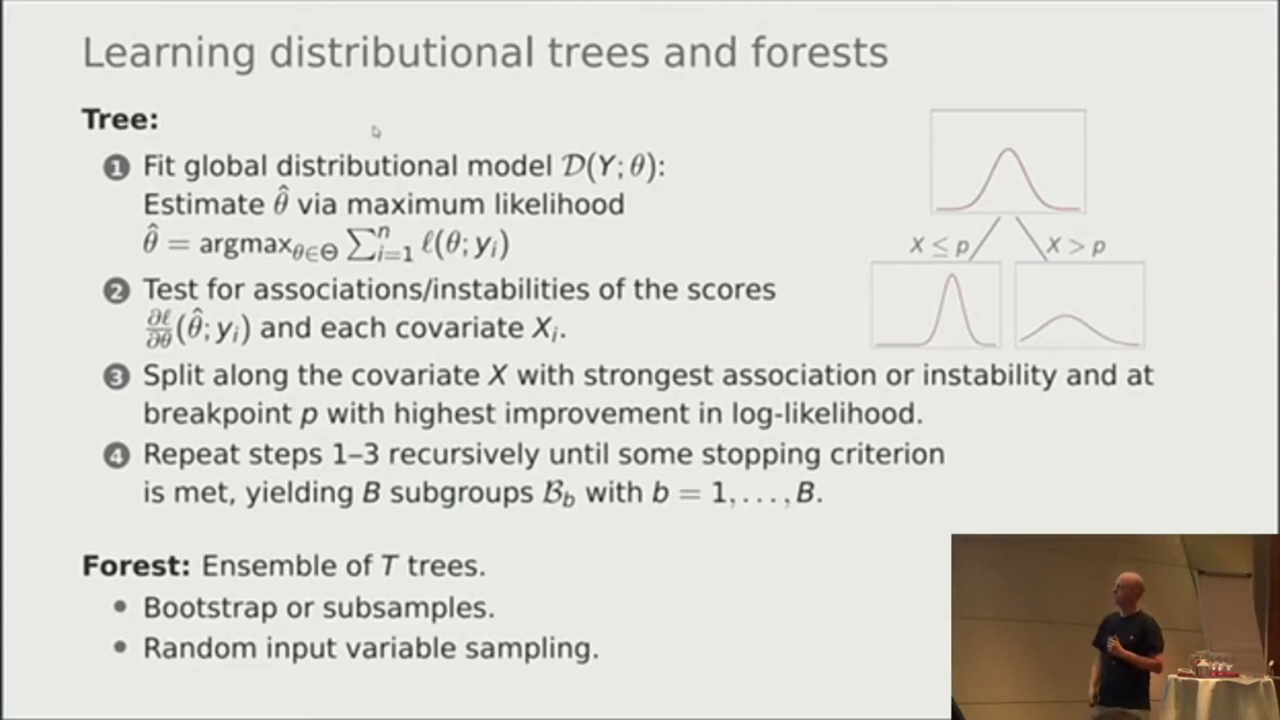 Learning distributional trees and forests
Tree:
1 Fit global distributional model 𝒟(Y; θ):
Estimate θ̂ via maximum likelihood
θ̂ = argmax_{θ∈Θ} ∑_{i=1}^{n} ℓ(θ; y_i)
2 Test for associations/instabilities of the scores
∂ℓ/∂θ(θ̂; y_i) and each covariate X_i.
3 Split along the covariate X with strongest association or instability and at
breakpoint p with highest improvement in log-likelihood.
4 Repeat steps 1–3 recursively until some stopping criterion
is met, yielding B subgroups ℬ_b with b = 1, . . . , B.
X ≤ p
X > p
Forest: Ensemble of T trees.
• Bootstrap or subsamples.
• Random input variable sampling.